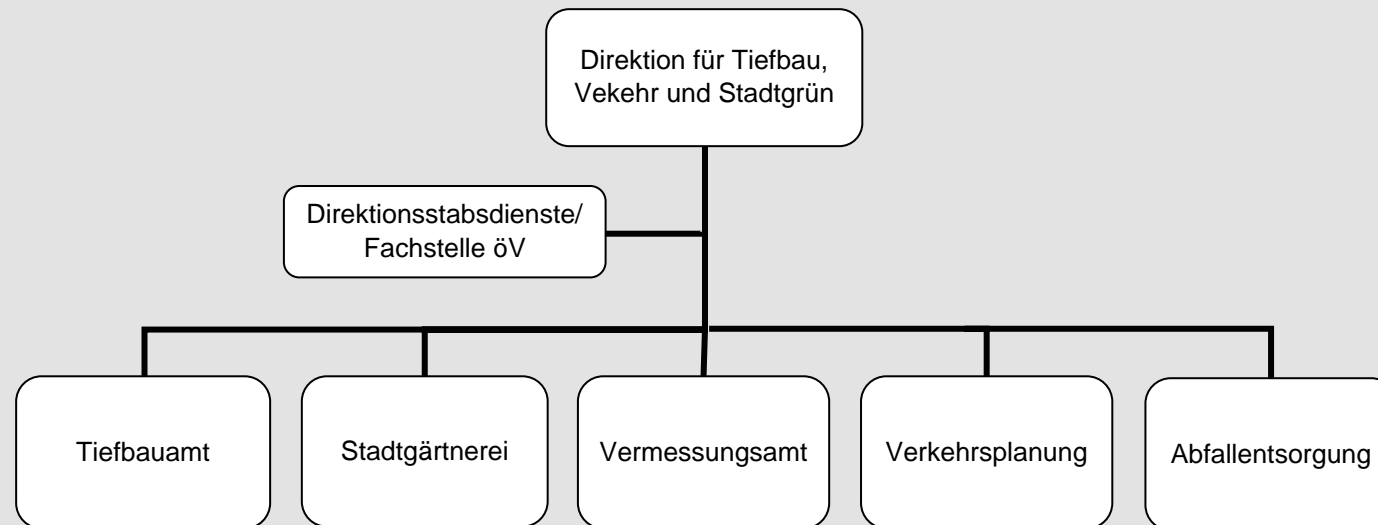 Direktion für Tiefbau,
Vekehr und Stadtgrün
Direktionsstabsdienste/
Fachstelle öV
Tiefbauamt
Stadtgärtnerei
Vermessungsamt
Verkehrsplanung
Abfallentsorgung